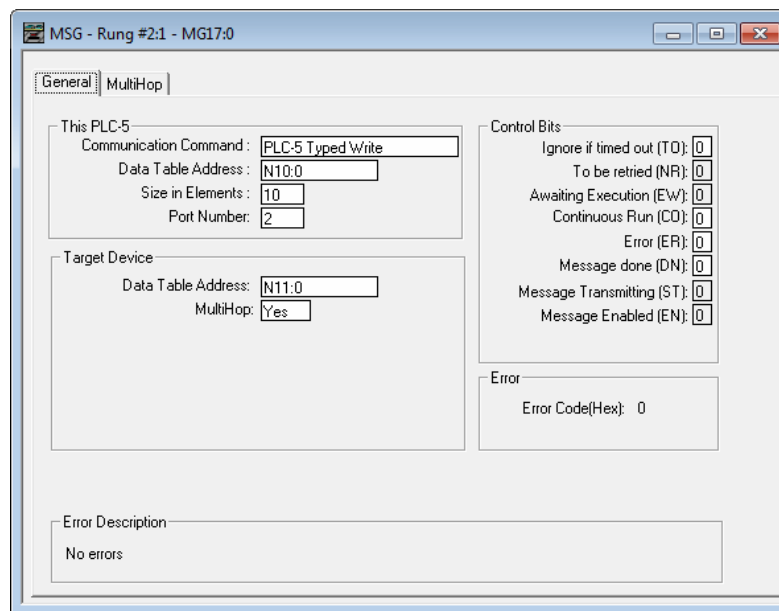 MSG - Rung #2:1 - MG17:0
General MultiHop
This PLC-5
Communication Command : PLC-5 Typed Write
Data Table Address : N10:0
Size in Elements : 10
Port Number: 2
Target Device
Data Table Address: N11:0
MultiHop: Yes
Control Bits
Ignore if timed out (TO): 0
To be retried (NR): 0
Awaiting Execution (EW): 0
Continuous Run (CO): 0
Error (ER): 0
Message done (DN): 0
Message Transmitting (ST): 0
Message Enabled (EN): 0
Error
Error Code(Hex): 0
Error Description
No errors